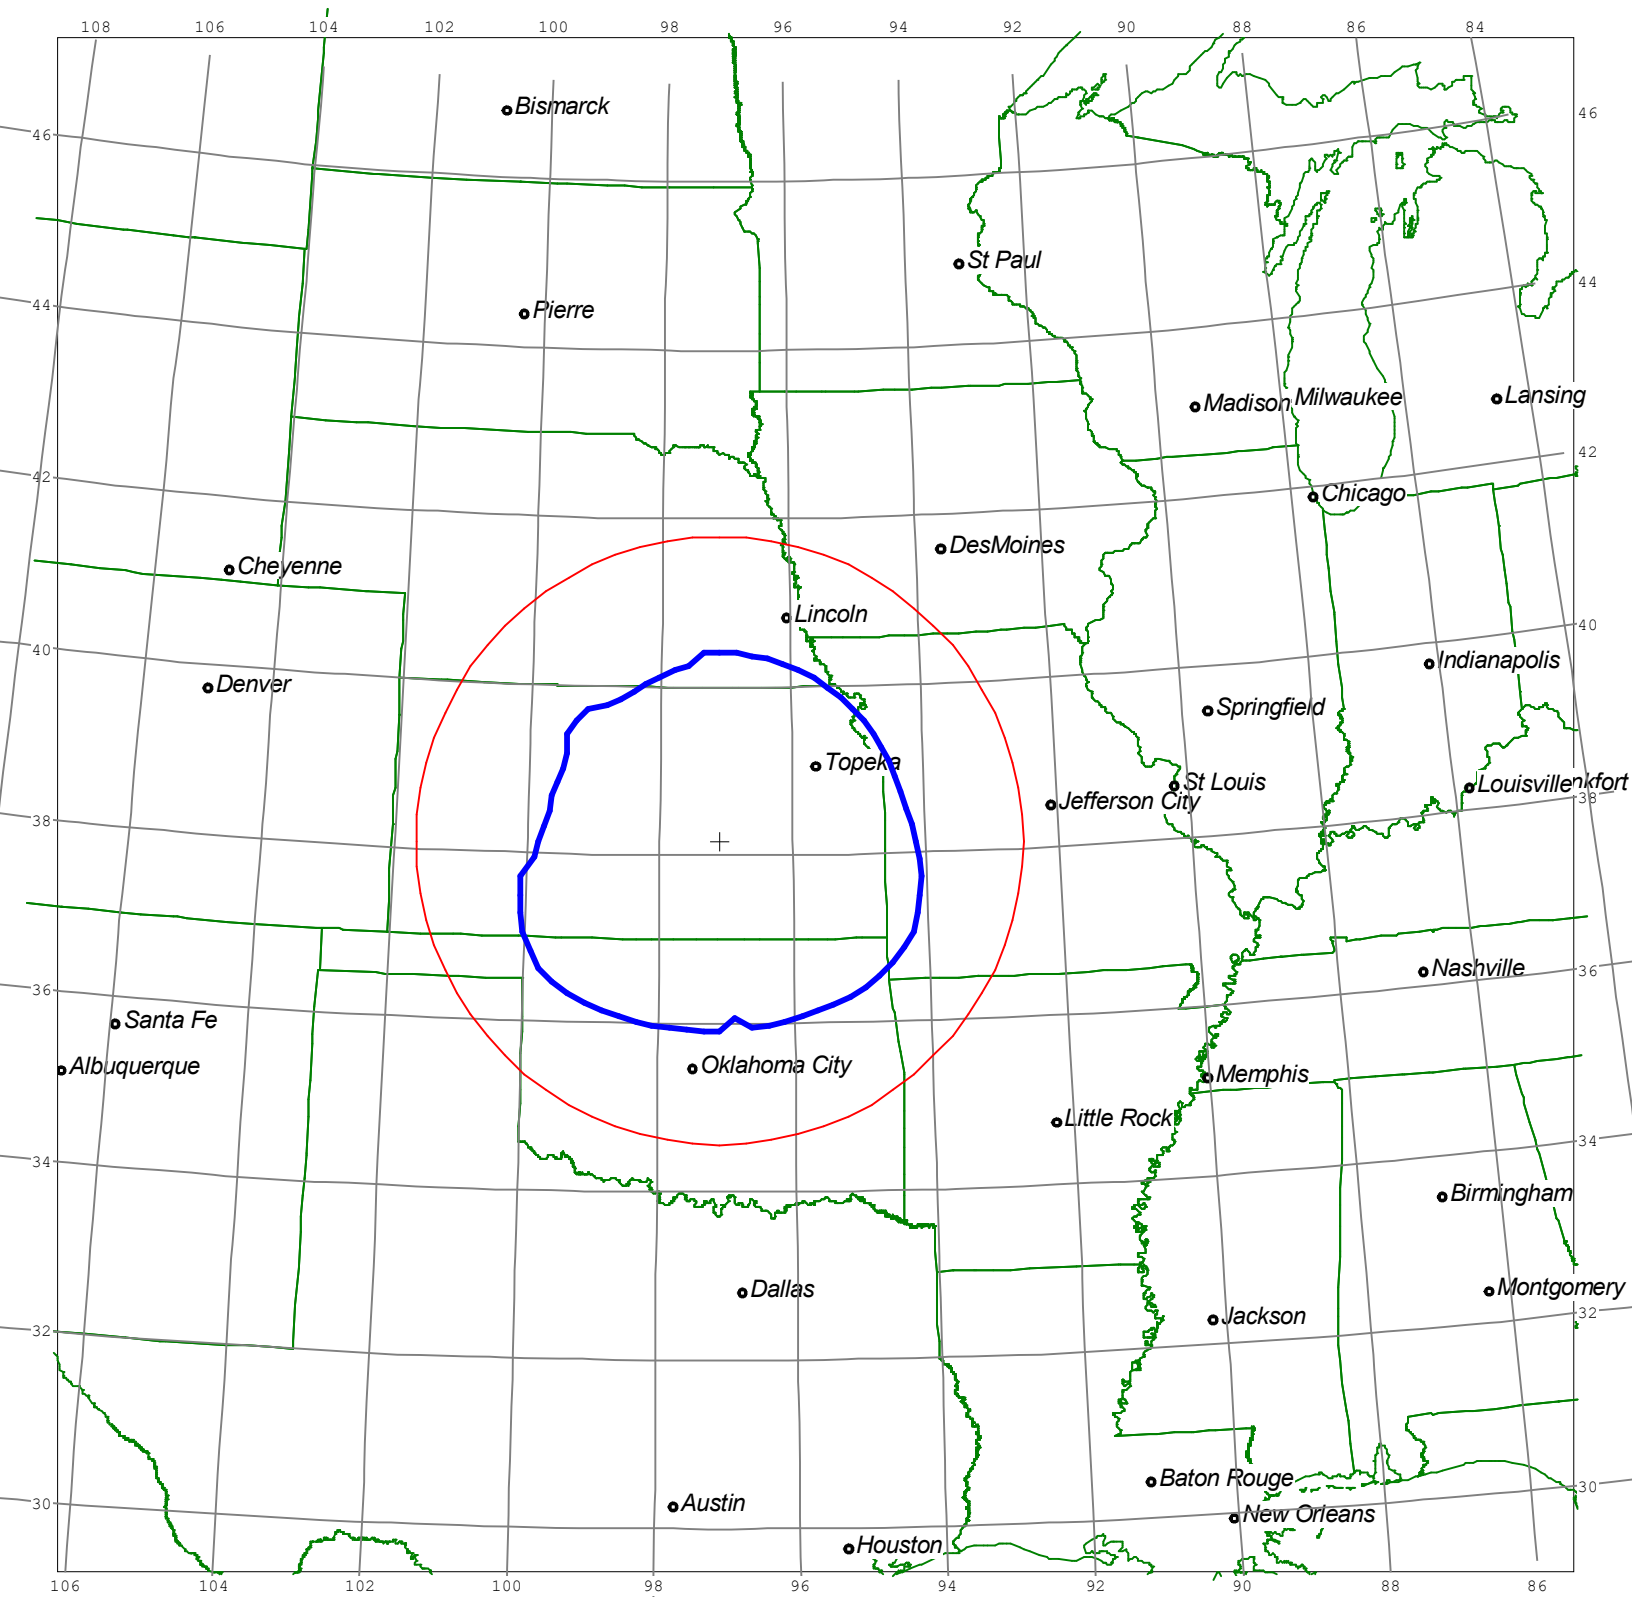 108 106 104 102 100 98 96 94 92 90 88 86 84
Bismarck
46 46
St Paul
44 44
Pierre
Madison Milwaukee Lansing
42 42
Chicago
DesMoines
Cheyenne
Lincoln
40 40
Indianapolis
Denver
Springfield
Topeka
St Louis Louisville nkfort
Jefferson City
38 38
Nashville
36 36
Santa Fe
Oklahoma City
Albuquerque
Memphis
Little Rock
34 34
Birmingham
Dallas Montgomery
Jackson
32 32
Baton Rouge
30 30
Austin
New Orleans
Houston
106 104 102 100 98 96 94 92 90 88 86